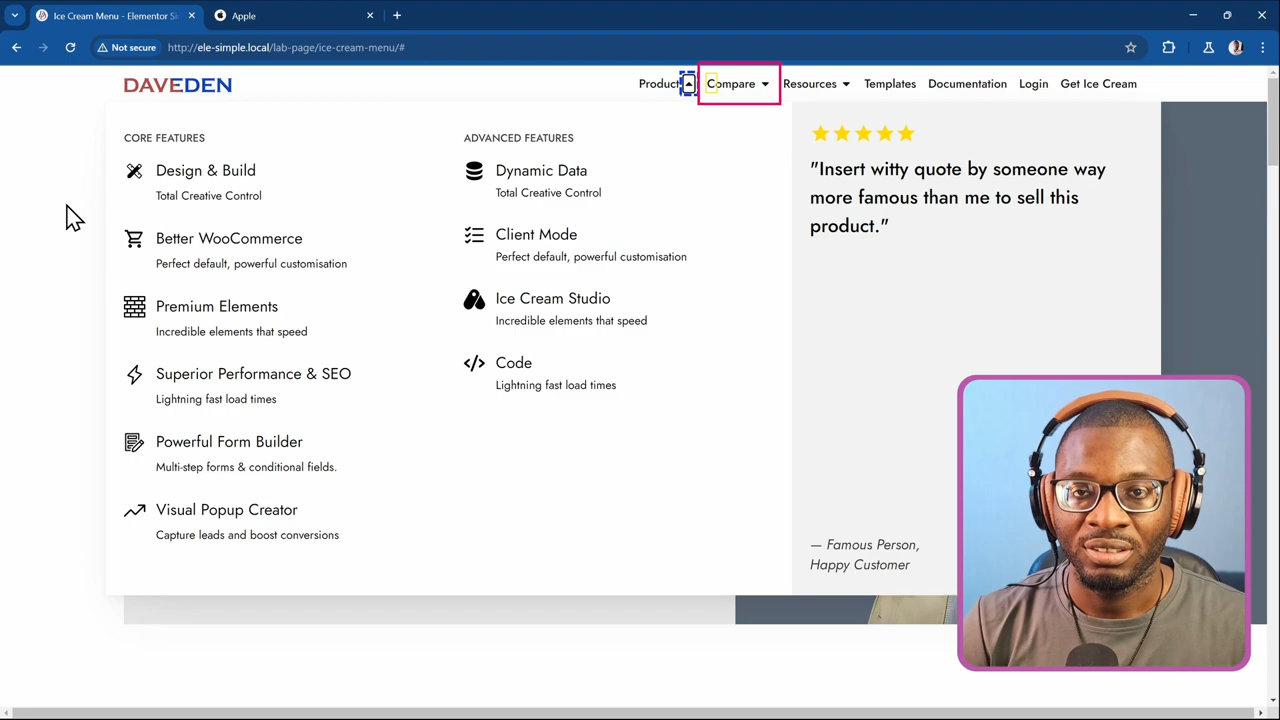 Ice Cream Menu - Elementor Si
Apple
Not secure
http://ele-simple.local/lab-page/ice-cream-menu/#
DAVEDEN
Product
Compare
Resources
Templates
Documentation
Login
Get Ice Cream
CORE FEATURES
Design & Build
Total Creative Control
Better WooCommerce
Perfect default, powerful customisation
Premium Elements
Incredible elements that speed
Superior Performance & SEO
Lightning fast load times
Powerful Form Builder
Multi-step forms & conditional fields.
Visual Popup Creator
Capture leads and boost conversions
ADVANCED FEATURES
Dynamic Data
Total Creative Control
Client Mode
Perfect default, powerful customisation
Ice Cream Studio
Incredible elements that speed
Code
Lightning fast load times
"Insert witty quote by someone way
more famous than me to sell this
product."
— Famous Person,
Happy Customer